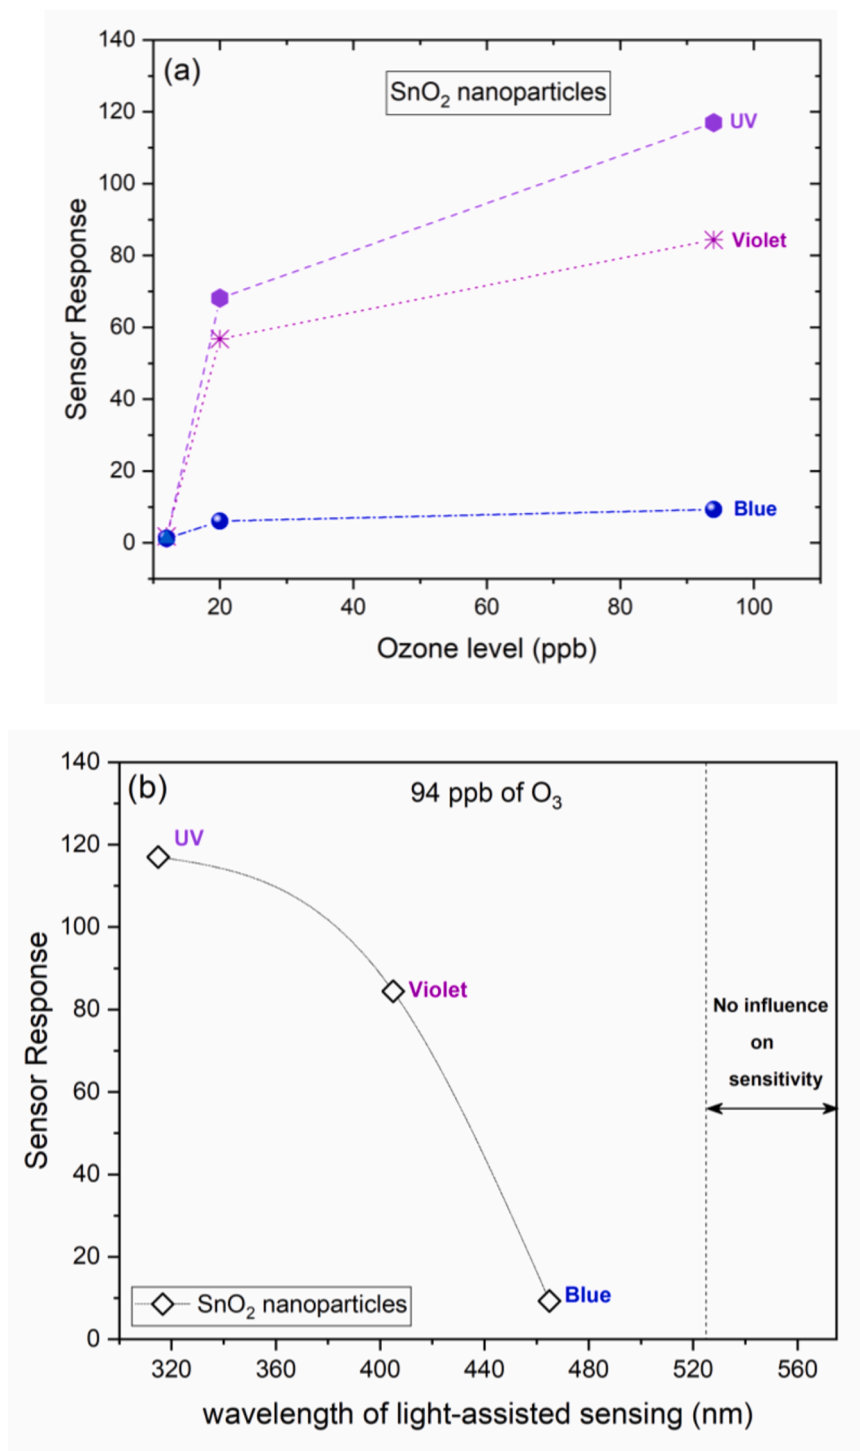 140
(a)
SnO₂ nanoparticles
120
UV
100
80
Violet
60
40
20
Blue
0
20 40 60 80 100
Sensor Response
Ozone level (ppb)
140
(b)
94 ppb of O₃
120
UV
100
Violet
80
No influence
on
sensitivity
60
40
20
Blue
SnO₂ nanoparticles
0
320 360 400 440 480 520 560
Sensor Response
wavelength of light-assisted sensing (nm)